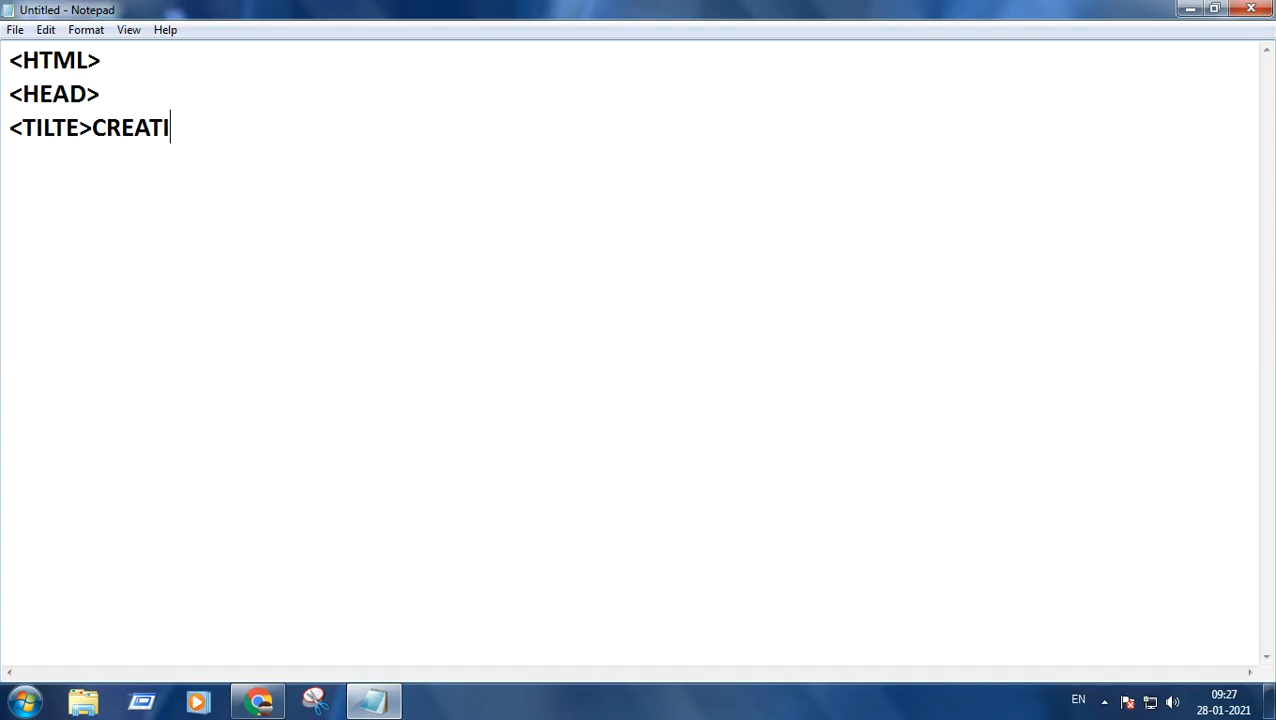 Untitled - Notepad
File Edit Format View Help
<HTML>
<HEAD>
<TILTE>CREATI
EN
09:27
28-01-2021